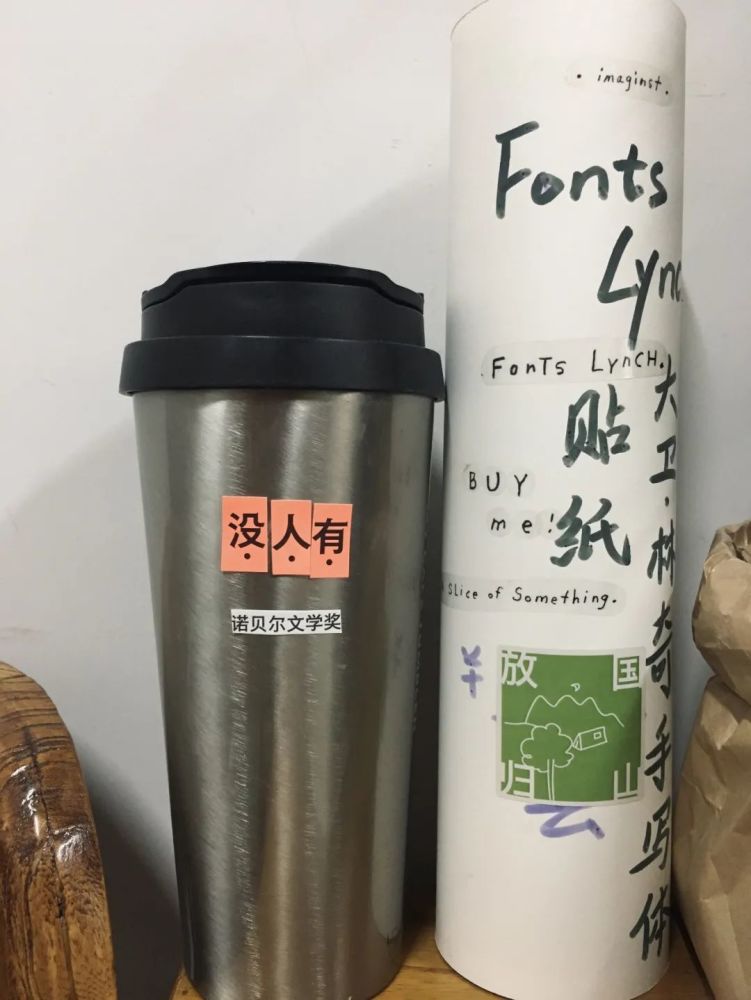 没·人·有·
诺贝尔文学奖
· imaginst.
Fonts
Lync
FonTs LyncH.
贴纸
大卫·林奇手写体
BUY
me!
Slice of Something.
¥
放国
归山